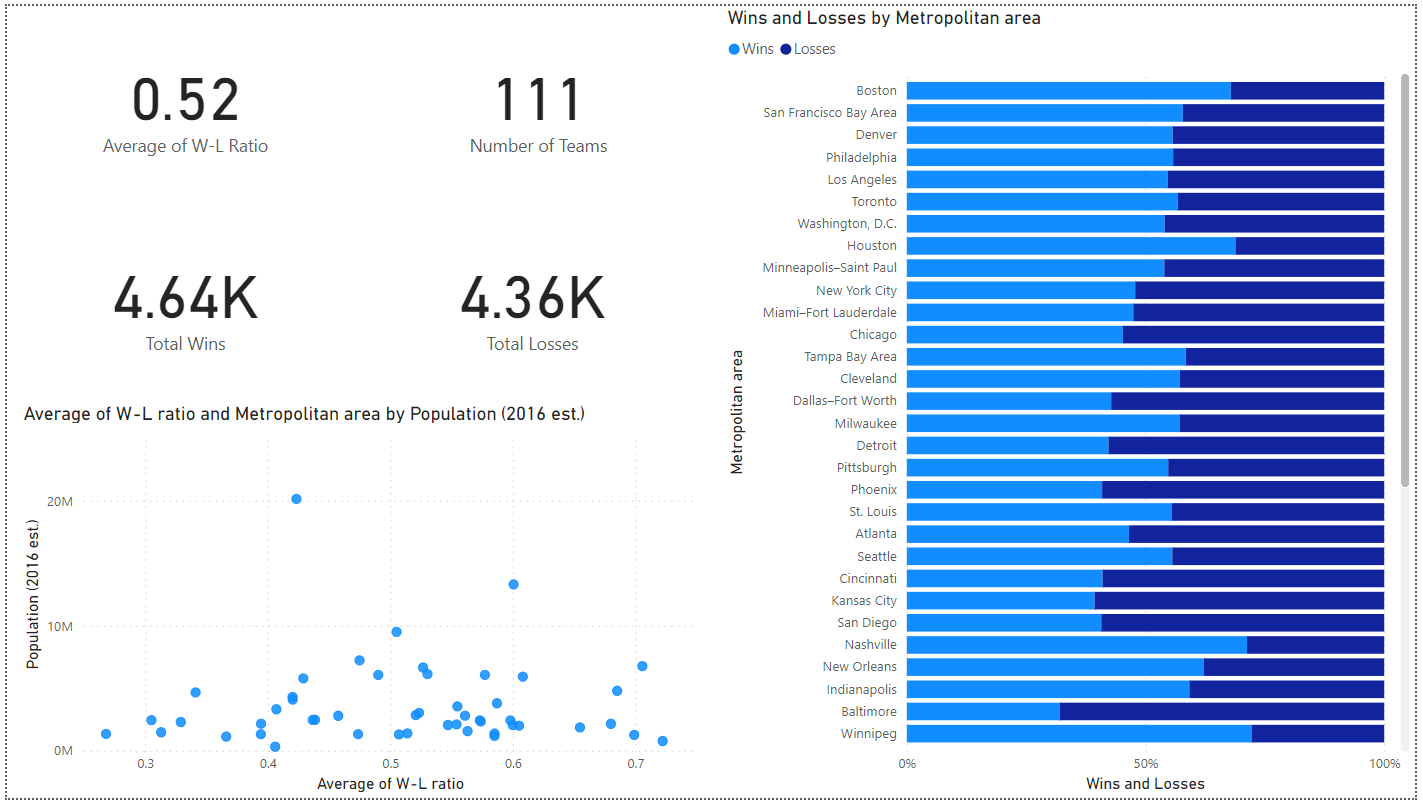 0.52
Average of W-L Ratio
111
Number of Teams
4.64K
Total Wins
4.36K
Total Losses
Average of W-L ratio and Metropolitan area by Population (2016 est.)
Population (2016 est.)
20M
10M
0M
0.3 0.4 0.5 0.6 0.7
Average of W-L ratio
Wins and Losses by Metropolitan area
Wins Losses
Metropolitan area
Boston
San Francisco Bay Area
Denver
Philadelphia
Los Angeles
Toronto
Washington, D.C.
Houston
Minneapolis–Saint Paul
New York City
Miami–Fort Lauderdale
Chicago
Tampa Bay Area
Cleveland
Dallas–Fort Worth
Milwaukee
Detroit
Pittsburgh
Phoenix
St. Louis
Atlanta
Seattle
Cincinnati
Kansas City
San Diego
Nashville
New Orleans
Indianapolis
Baltimore
Winnipeg
0% 50% 100%
Wins and Losses